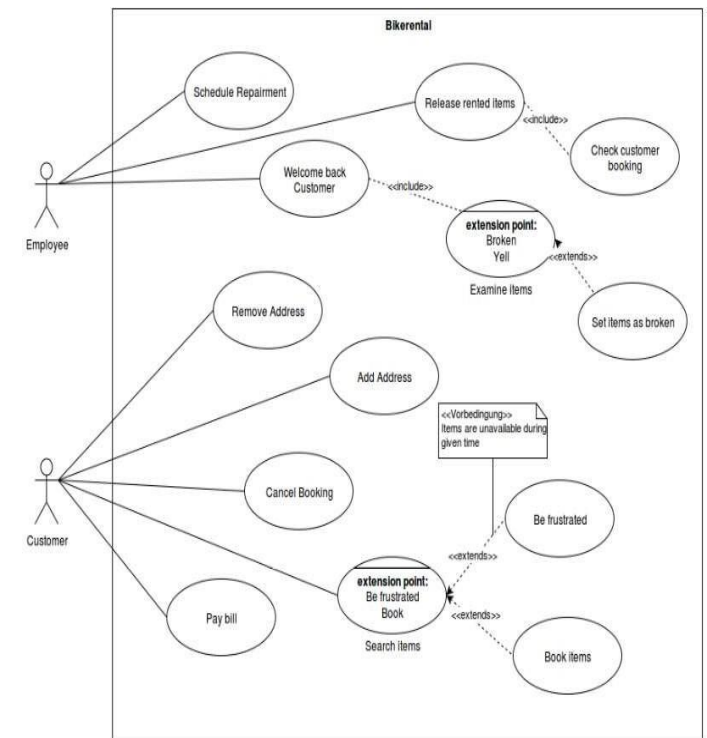 Bikerental
Schedule Repairment
Release rented items
<<include>>
Check customer
booking
Welcome back
Customer
<<include>>
extension point:
Broken
Yell
Examine items
<<extends>>
Set items as broken
Employee
Remove Address
Add Address
<<Vorbedingung>>
Items are unavailable during
given time
Cancel Booking
Be frustrated
Customer
<<extends>>
extension point:
Be frustrated
Book
Search items
<<extends>>
Pay bill
Book items